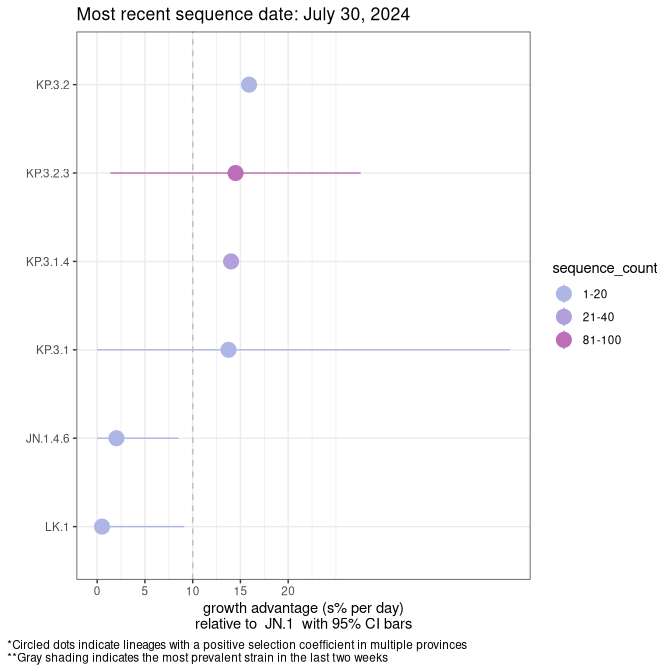 Most recent sequence date: July 30, 2024
KP.3.2
KP.3.2.3
KP.3.1.4
KP.3.1
JN.1.4.6
LK.1
0 5 10 15 20
growth advantage (s% per day)
relative to JN.1 with 95% CI bars
sequence_count
1-20
21-40
81-100
*Circled dots indicate lineages with a positive selection coefficient in multiple provinces
**Gray shading indicates the most prevalent strain in the last two weeks